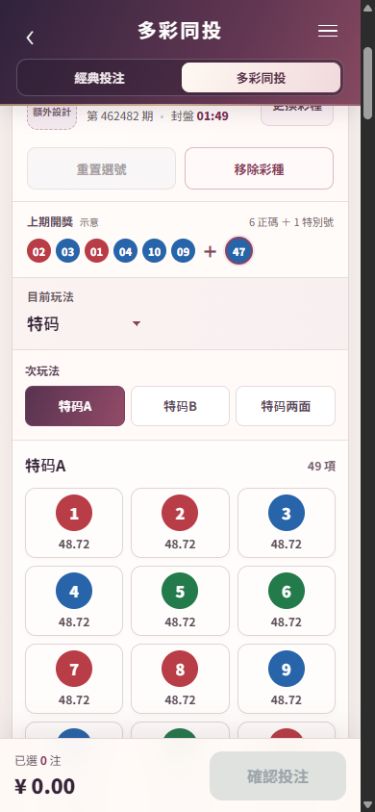 多彩同投
經典投注 多彩同投
額外設計
第 462482 期 · 封盤 01:49
更換彩種
重置選號 移除彩種
上期開獎 示意 6 正碼 + 1 特別號
02 03 01 04 10 09 + 47
目前玩法
特码
次玩法
特码A 特码B 特码两面
特码A 49 項
1 2 3
48.72 48.72 48.72
4 5 6
48.72 48.72 48.72
7 8 9
48.72 48.72 48.72
已選 0 注
¥ 0.00
確認投注